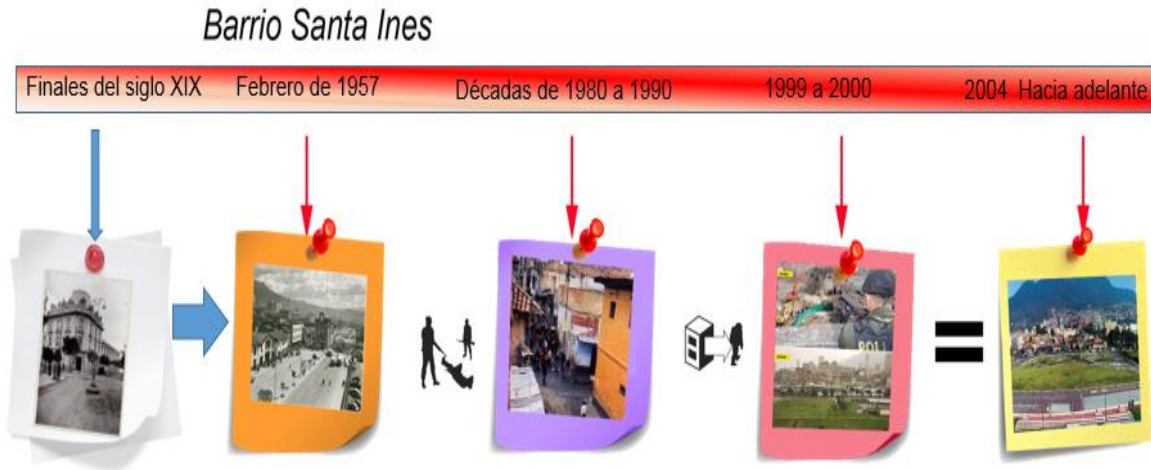 Barrio Santa Ines
Finales del siglo XIX
Febrero de 1957
Décadas de 1980 a 1990
1999 a 2000
2004 Hacia adelante
POLI